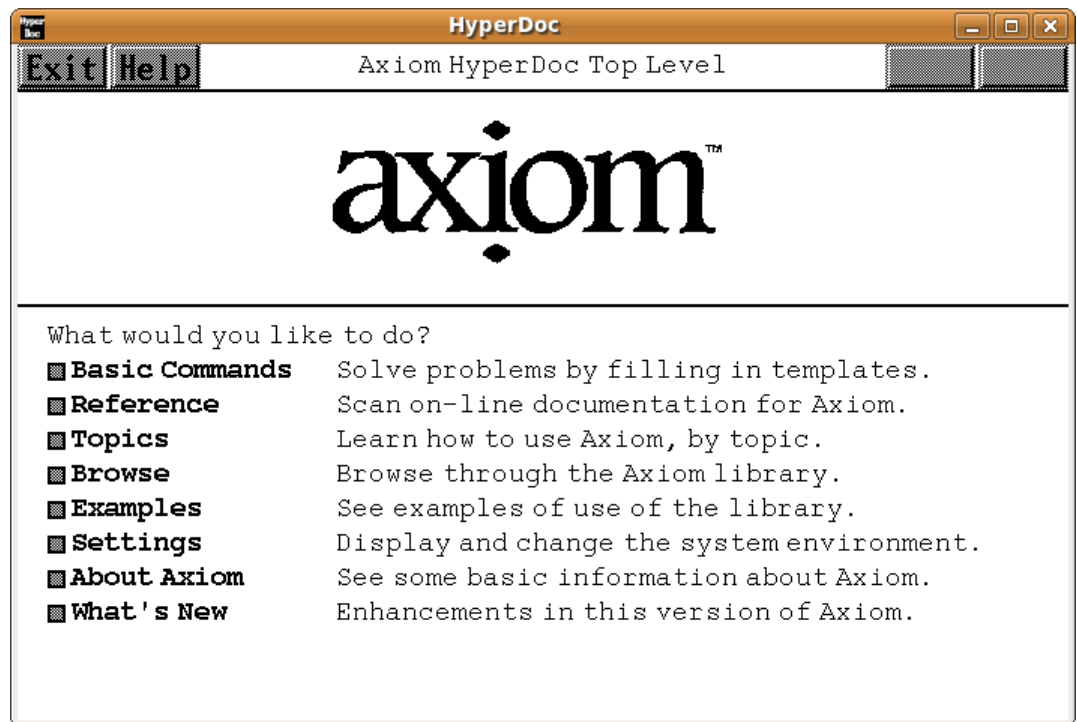 Hyper
Doc
HyperDoc
Exit Help Axiom HyperDoc Top Level
axiom™
What would you like to do?
Basic Commands Solve problems by filling in templates.
Reference Scan on-line documentation for Axiom.
Topics Learn how to use Axiom, by topic.
Browse Browse through the Axiom library.
Examples See examples of use of the library.
Settings Display and change the system environment.
About Axiom See some basic information about Axiom.
What's New Enhancements in this version of Axiom.